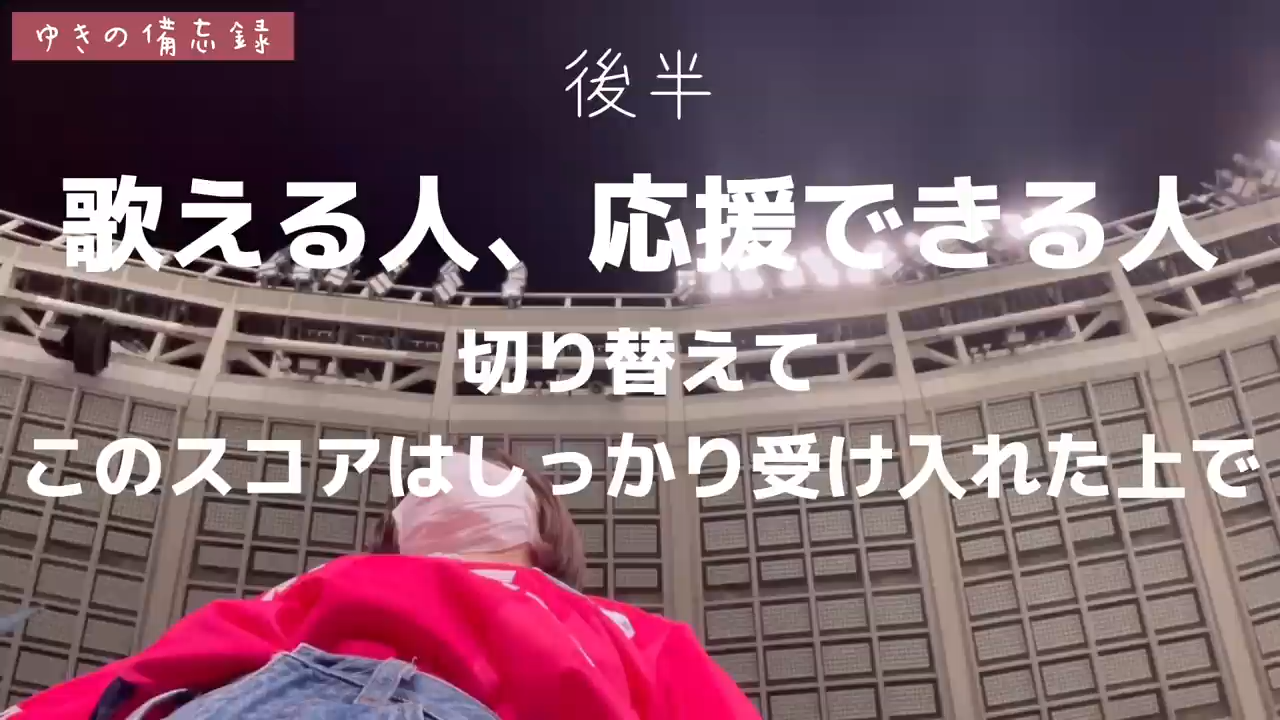 ゆきの備忘録
後半
歌える人、応援できる人
切り替えて
このスコアはしっかり受け入れた上で